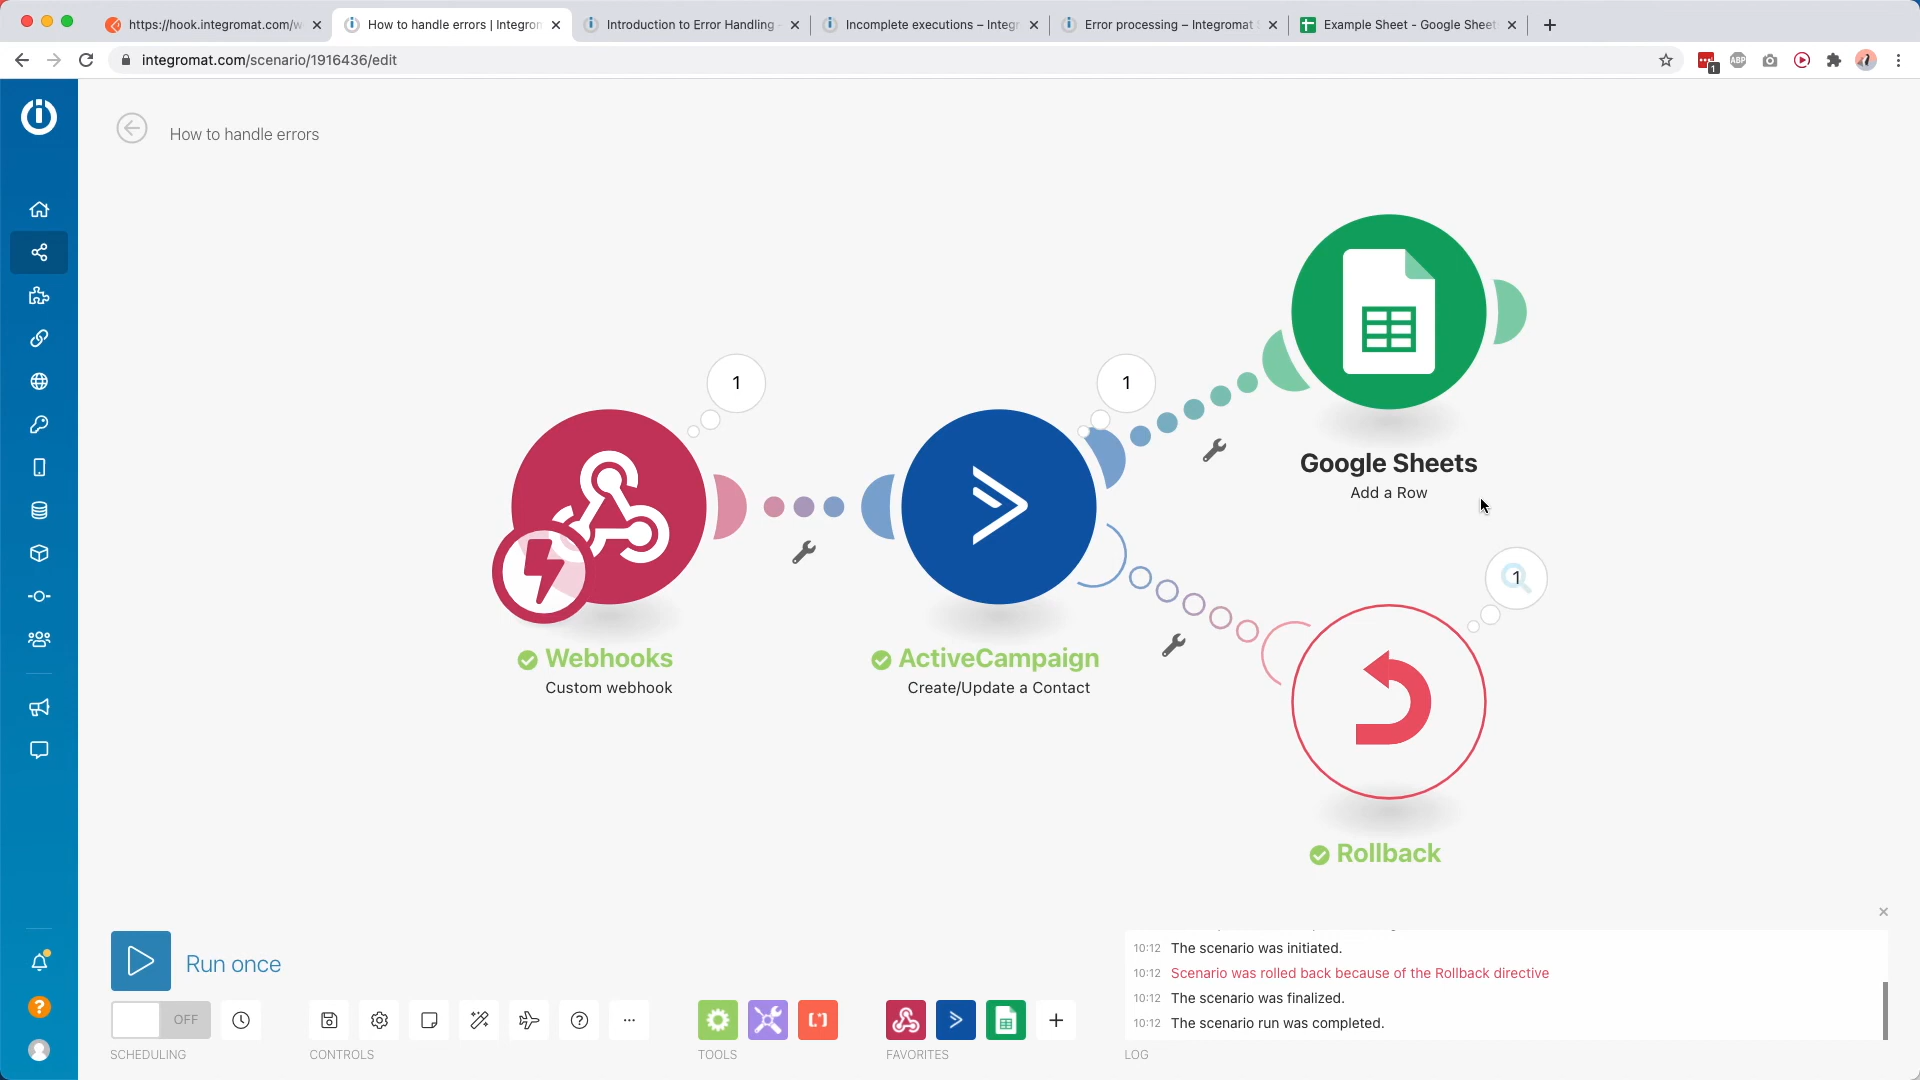 https://hook.integromat.com/w
How to handle errors | Integrom
Introduction to Error Handling -
Incomplete executions – Integr
Error processing – Integromat
Example Sheet - Google Sheet
integromat.com/scenario/1916436/edit
1
ABP
How to handle errors
1
1
Google Sheets
Add a Row
1
Webhooks
Custom webhook
ActiveCampaign
Create/Update a Contact
Rollback
Run once
10:12 The scenario was initiated.
10:12 Scenario was rolled back because of the Rollback directive
10:12 The scenario was finalized.
10:12 The scenario run was completed.
OFF
SCHEDULING
CONTROLS
TOOLS
FAVORITES
LOG